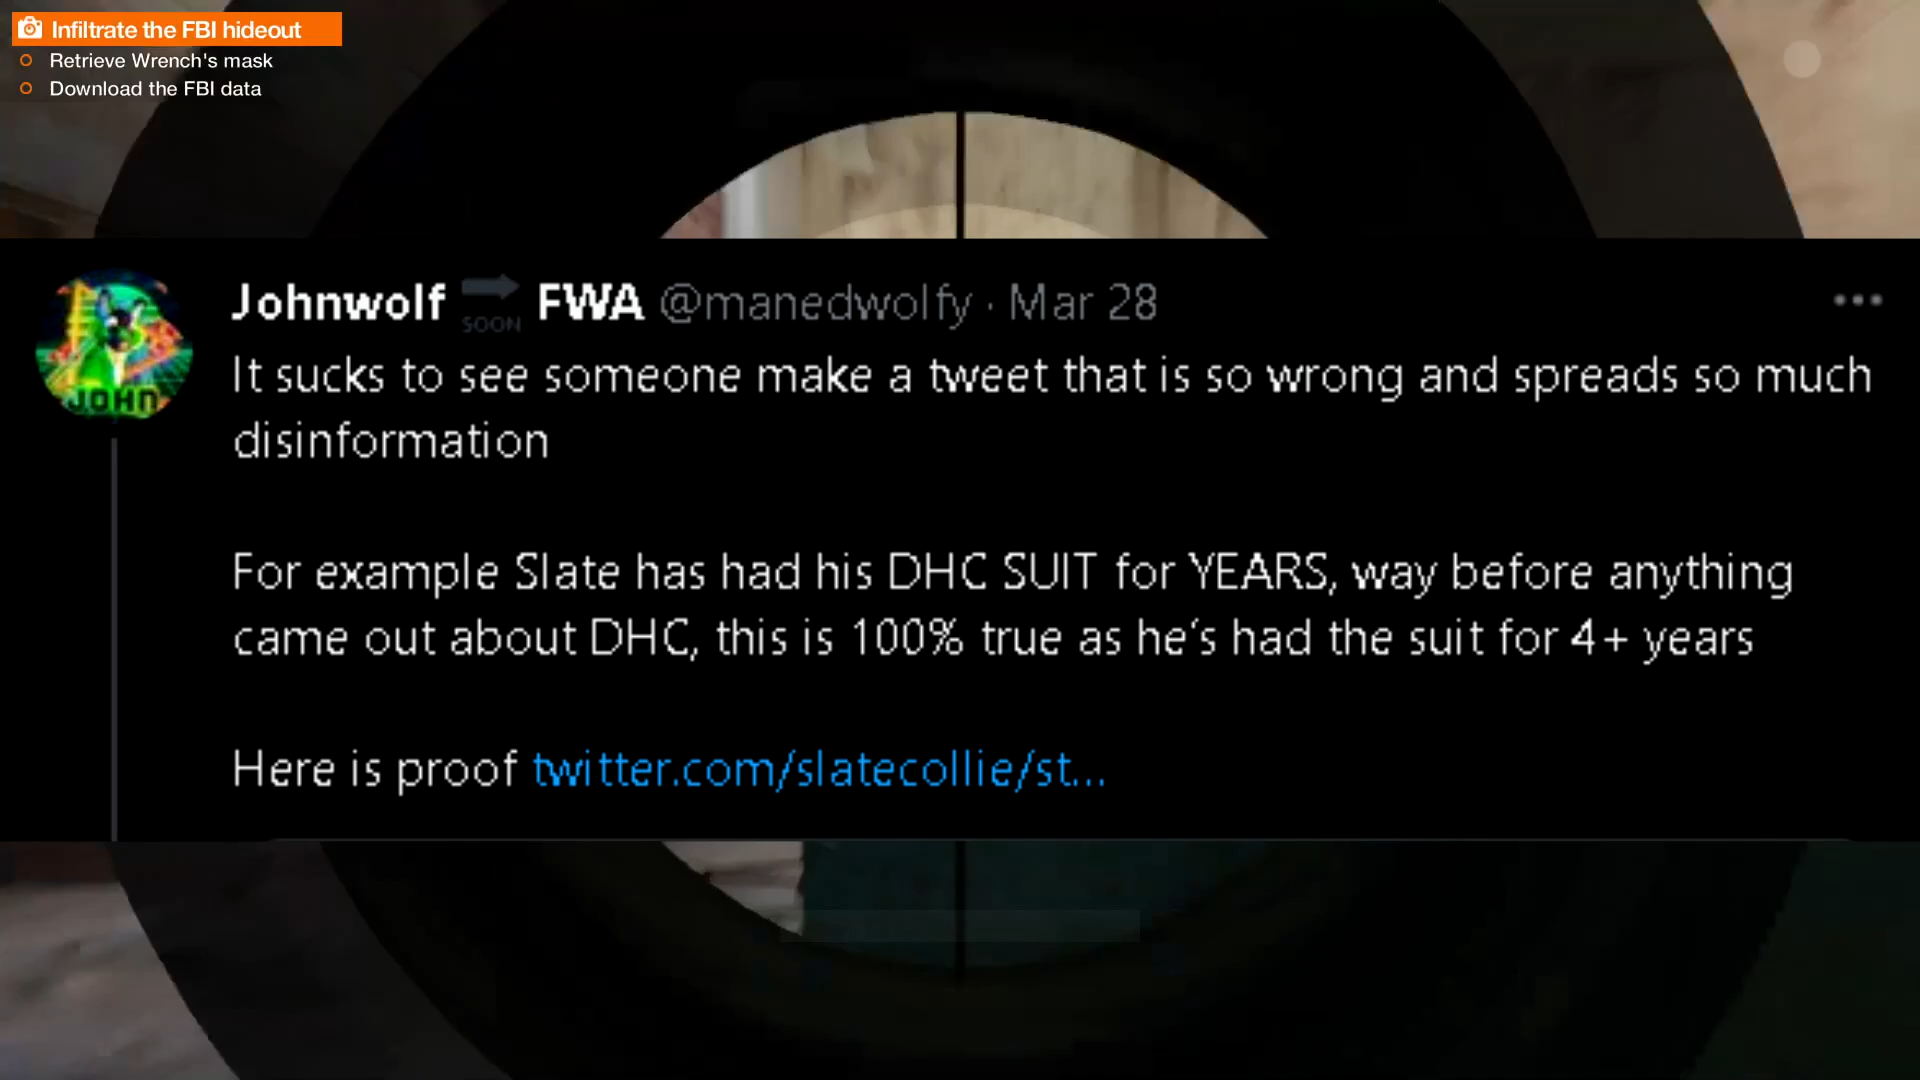 Infiltrate the FBI hideout
Retrieve Wrench's mask
Download the FBI data
Johnwolf SOON FWA @manedwolfy · Mar 28
It sucks to see someone make a tweet that is so wrong and spreads so much
disinformation
For example Slate has had his DHC SUIT for YEARS, way before anything
came out about DHC, this is 100% true as he's had the suit for 4+ years
Here is proof twitter.com/slatecollie/st...
JOHN